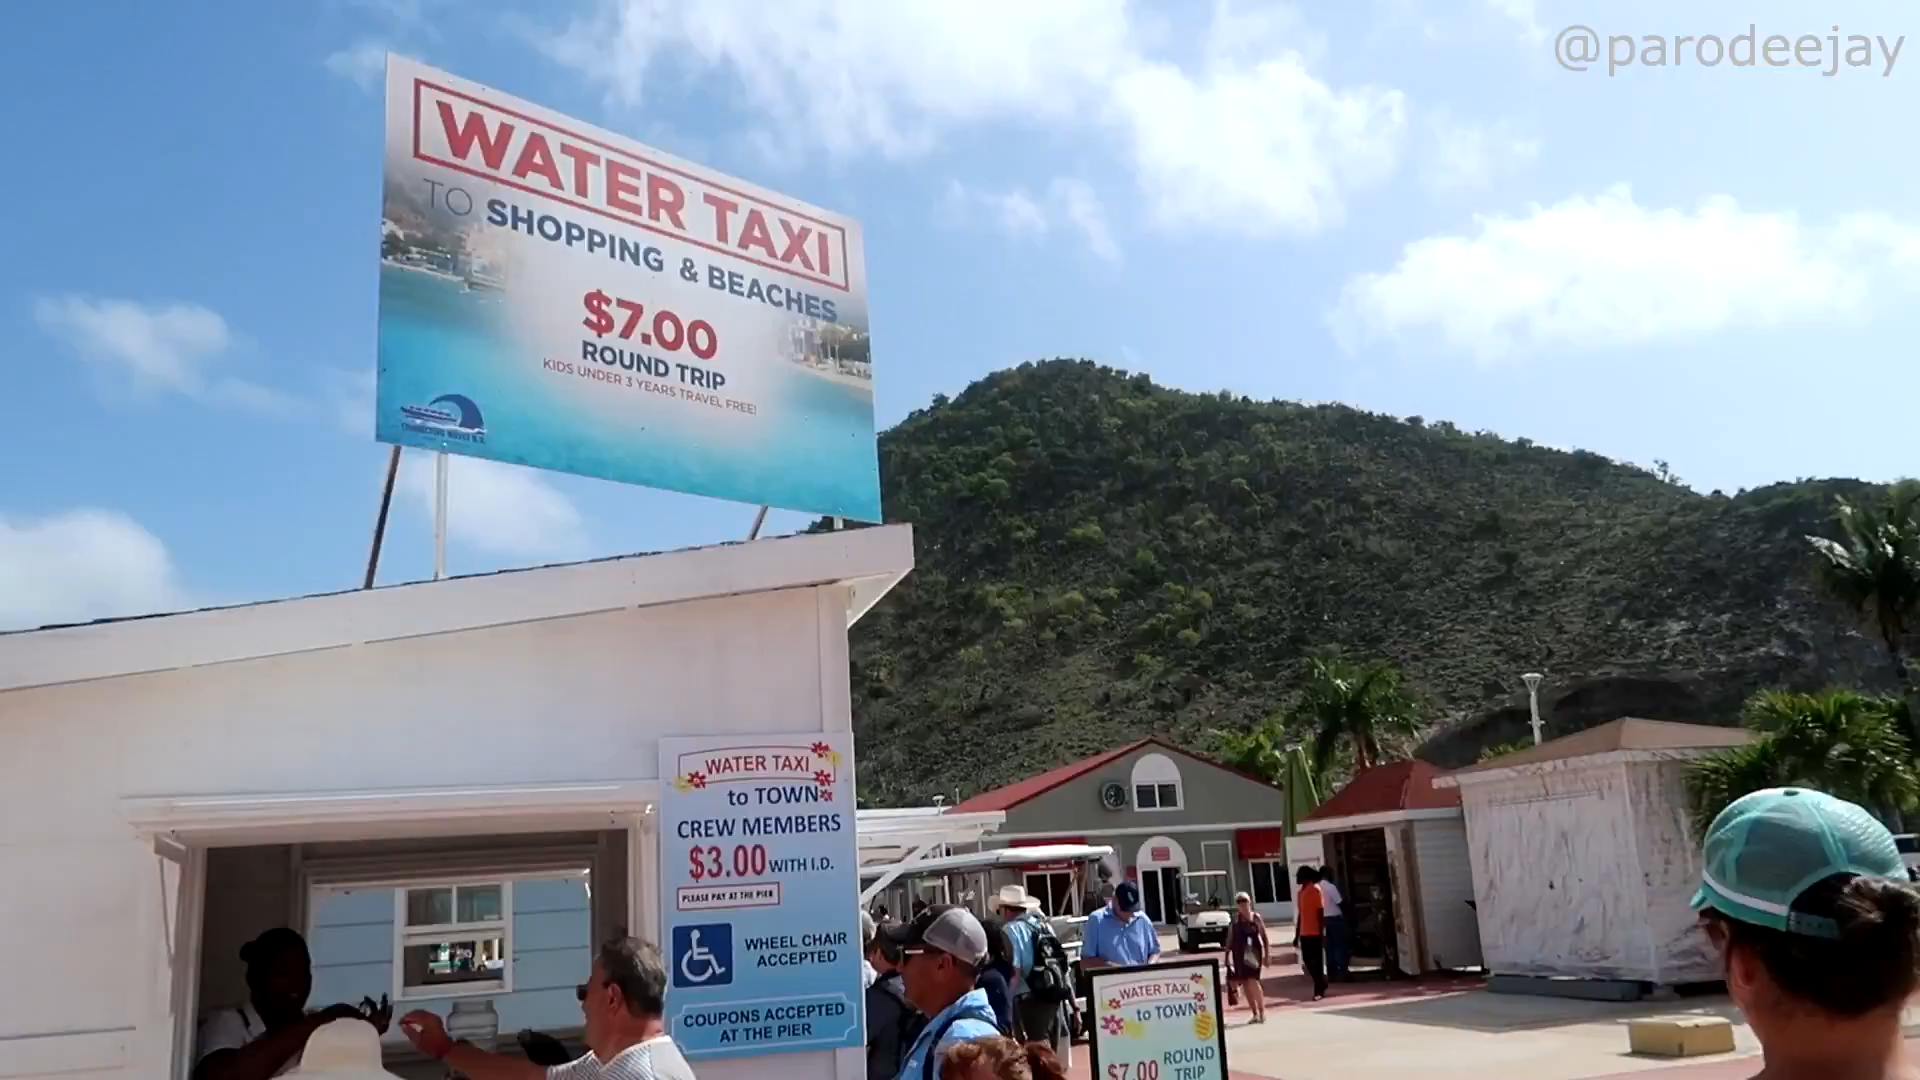 @parodeejay
WATER TAXI
TO SHOPPING & BEACHES
$7.00
ROUND TRIP
KIDS UNDER 3 YEARS TRAVEL FREE!
WATER TAXI
to TOWN
CREW MEMBERS
$3.00 WITH I.D.
PLEASE PAY AT THE PIER
WHEEL CHAIR
ACCEPTED
COUPONS ACCEPTED
AT THE PIER
WATER TAXI
to TOWN
$7.00 ROUND
TRIP